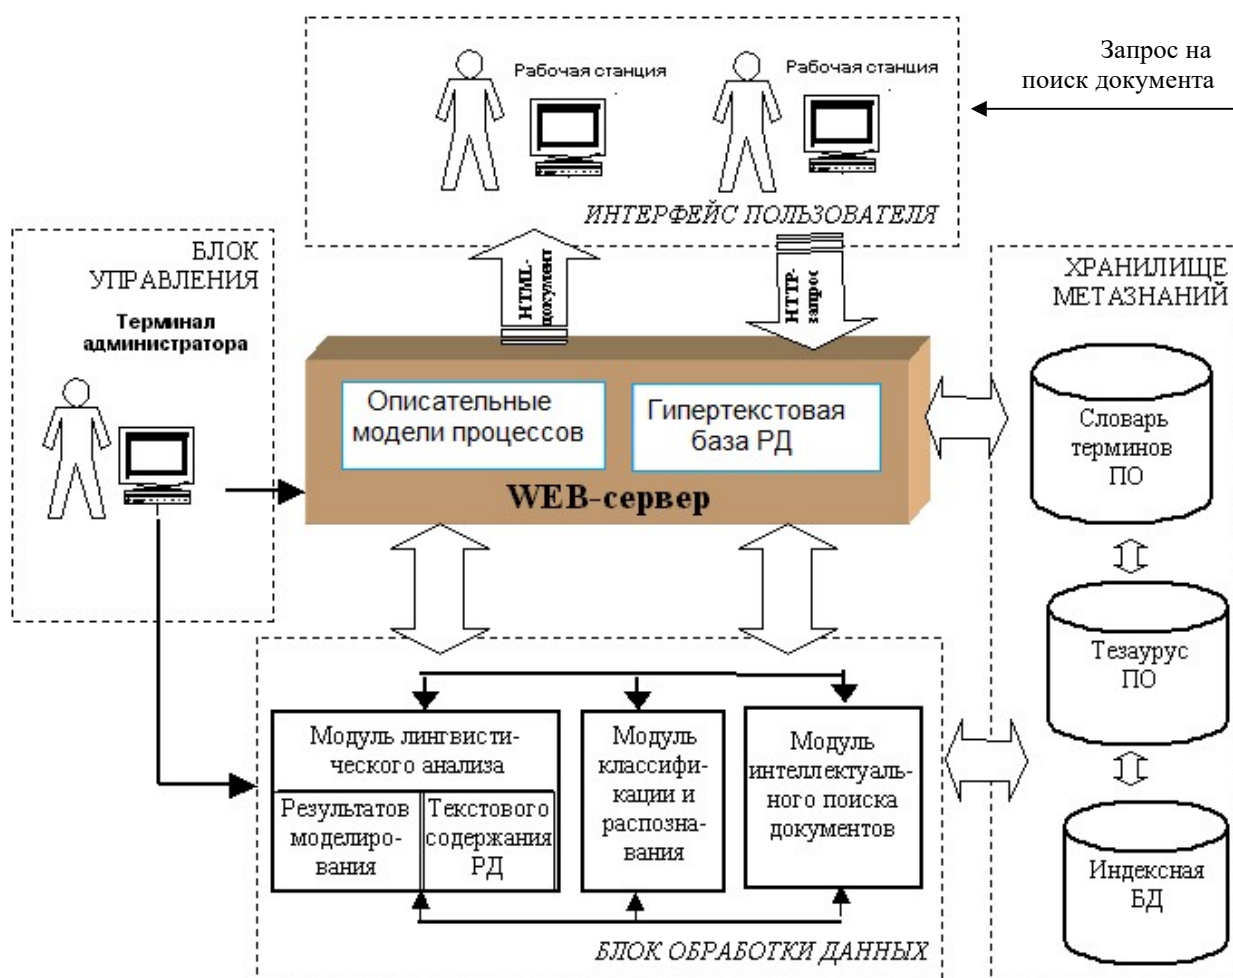 Запрос на
поиск документа
Рабочая станция
Рабочая станция
ИНТЕРФЕЙС ПОЛЬЗОВАТЕЛЯ
БЛОК
УПРАВЛЕНИЯ
Терминал
администратора
HTML-
документ
HTTP-
запрос
ХРАНИЛИЩЕ
МЕТАЗНАНИЙ
Описательные
модели процессов
Гипертекстовая
база РД
WEB-сервер
Словарь
терминов
ПО
Тезаурус
ПО
Индексная
БД
Модуль лингвисти-
ческого анализа
Результатов
моделиро-
вания
Текстового
содержания
РД
Модуль
классифи-
кации и
распозна-
вания
Модуль
интеллектуаль-
ного поиска
документов
БЛОК ОБРАБОТКИ ДАННЫХ